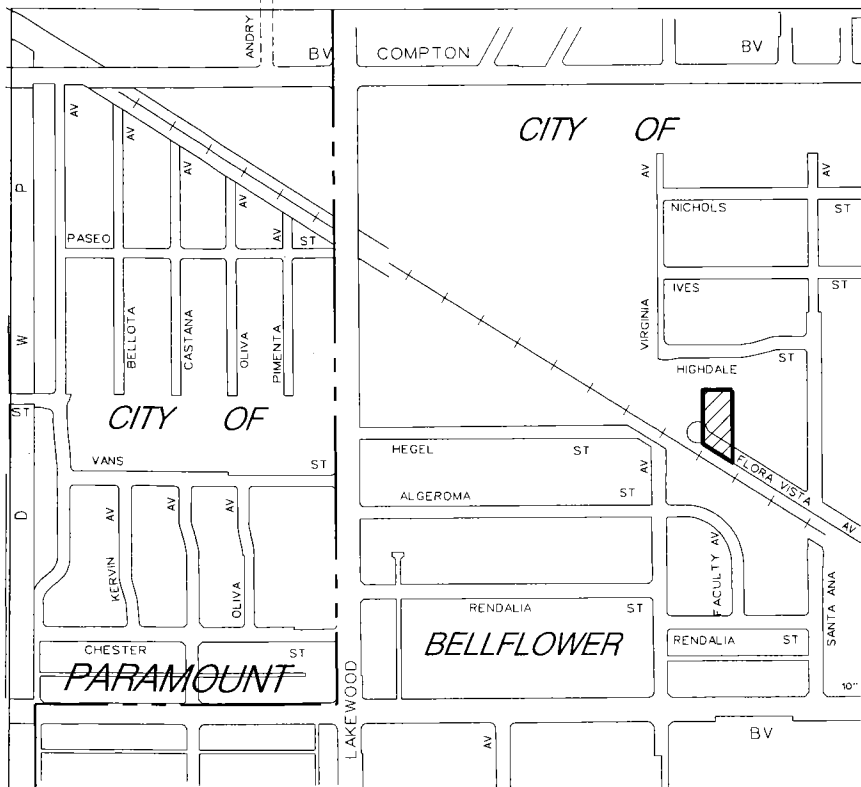 ANDRY
BV COMPTON BV
CITY OF
AV
AV
AV
AV
AV
AV
AV
P
NICHOLS ST
PASEO ST
IVES ST
W
BELLOTA
CASTANA
OLIVA
PIMENTA
VIRGINIA
ST
HIGHDALE
ST
CITY OF
HEGEL ST
VANS ST
AV
FLORA VISTA AV
ALGEROMA ST
D
AV
AV
AV
KERVIN
OLIVA
FACULTY AV
SANTA ANA
RENDALIA ST
BELLFLOWER
RENDALIA ST
CHESTER ST
PARAMOUNT
LAKEWOOD
10"
AV
BV